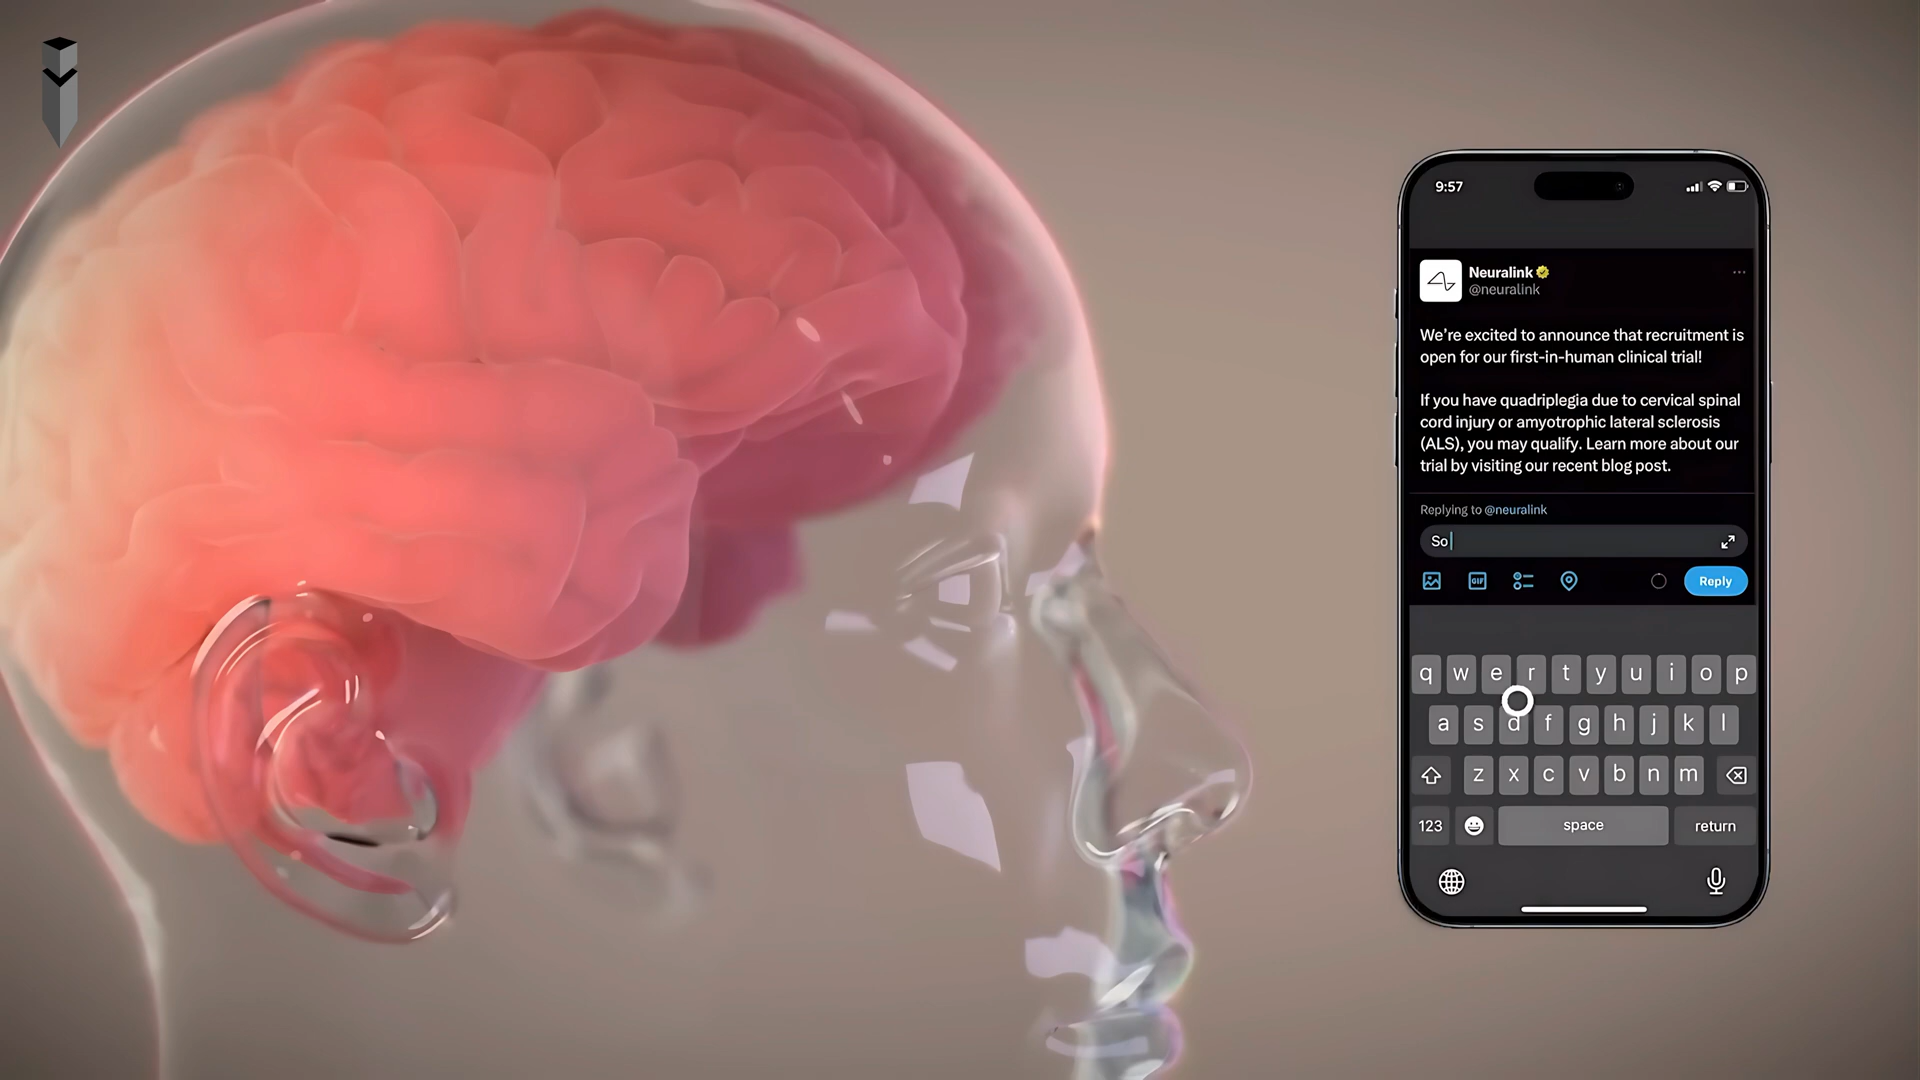 9:57
Neuralink
@neuralink
We're excited to announce that recruitment is
open for our first-in-human clinical trial!
If you have quadriplegia due to cervical spinal
cord injury or amyotrophic lateral sclerosis
(ALS), you may qualify. Learn more about our
trial by visiting our recent blog post.
Replying to @neuralink
So
GIF
Reply
q w e r t y u i o p
a s d f g h j k l
z x c v b n m
123 space return